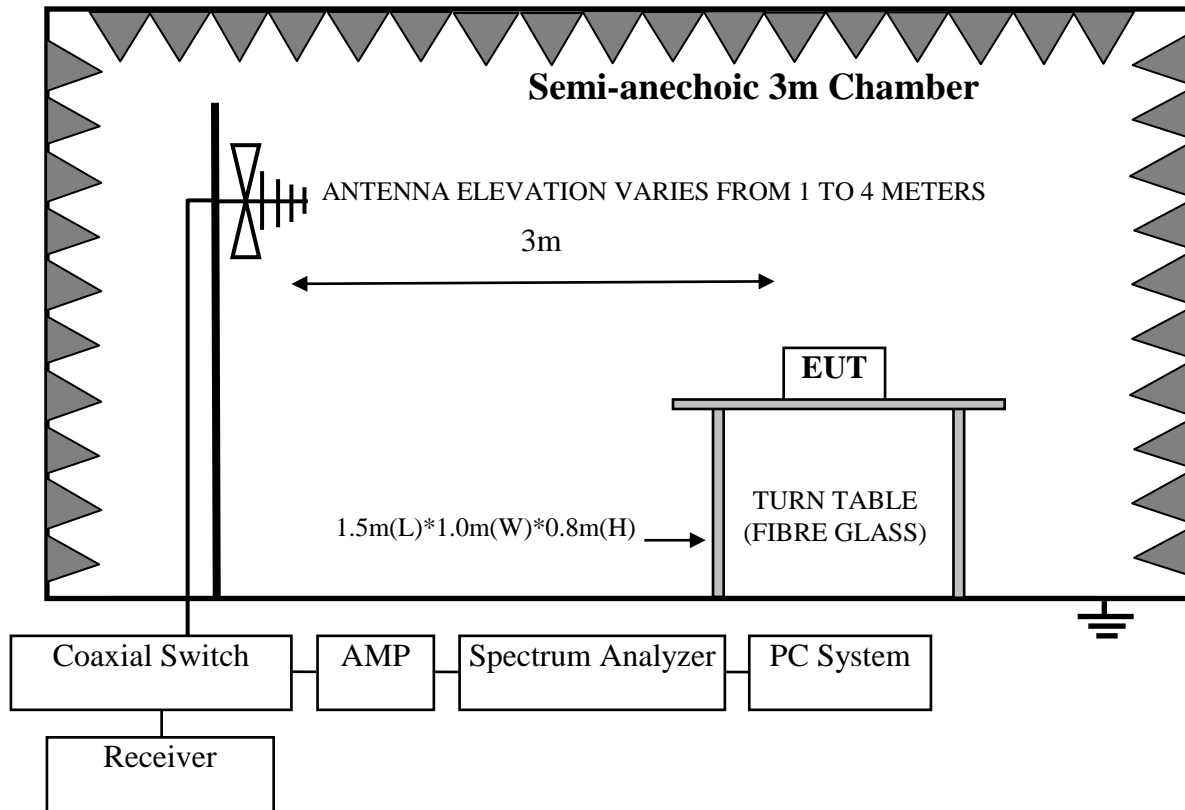 Semi-anechoic 3m Chamber
ANTENNA ELEVATION VARIES FROM 1 TO 4 METERS
3m
EUT
TURN TABLE
(FIBRE GLASS)
1.5m(L)*1.0m(W)*0.8m(H)
Coaxial Switch
AMP
Spectrum Analyzer
PC System
Receiver